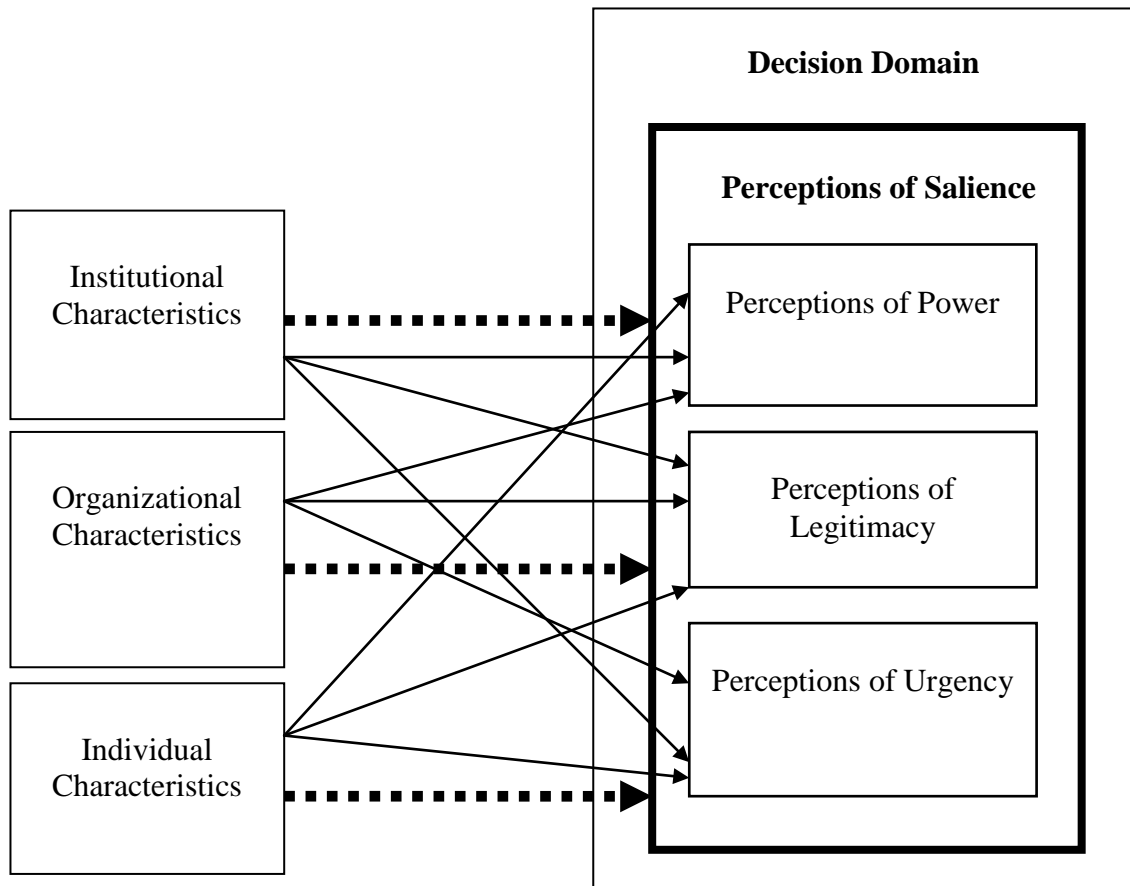 Decision Domain
Perceptions of Salience
Institutional
Characteristics
Perceptions of Power
Organizational
Characteristics
Perceptions of
Legitimacy
Individual
Characteristics
Perceptions of Urgency